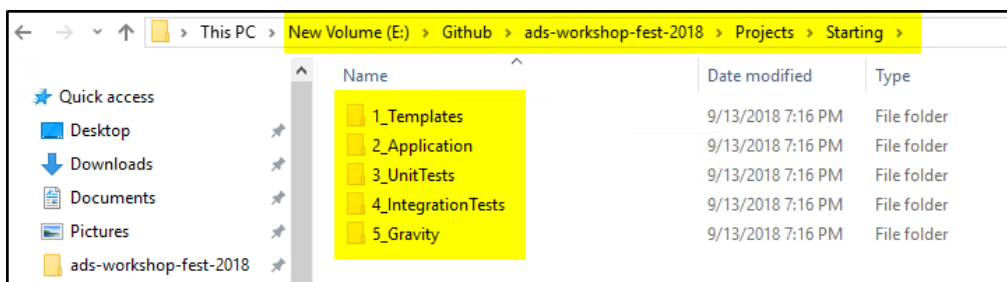 This PC > New Volume (E:) > Github > ads-workshop-fest-2018 > Projects > Starting >
Name Date modified Type
Quick access
Desktop
Downloads
Documents
Pictures
ads-workshop-fest-2018
1_Templates 9/13/2018 7:16 PM File folder
2_Application 9/13/2018 7:16 PM File folder
3_UnitTests 9/13/2018 7:16 PM File folder
4_IntegrationTests 9/13/2018 7:16 PM File folder
5_Gravity 9/13/2018 7:16 PM File folder